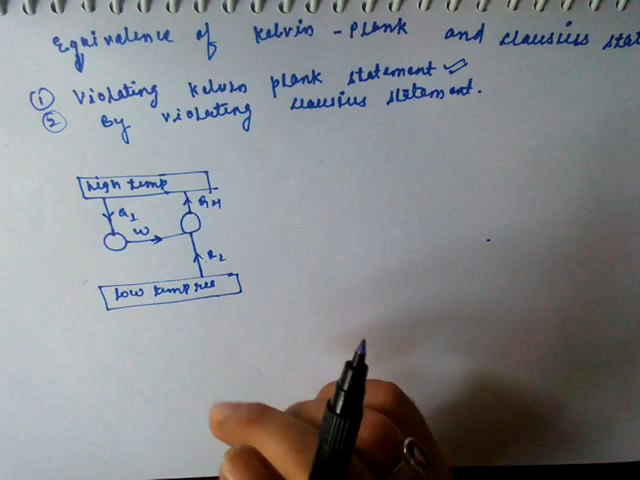 Equivalence of Kelvin - Plank and clausius stat
① Violating Kelvin plank statement ✓
② By violating clausius statement.
high temp
Q1
QH
W
Q2
low temp res